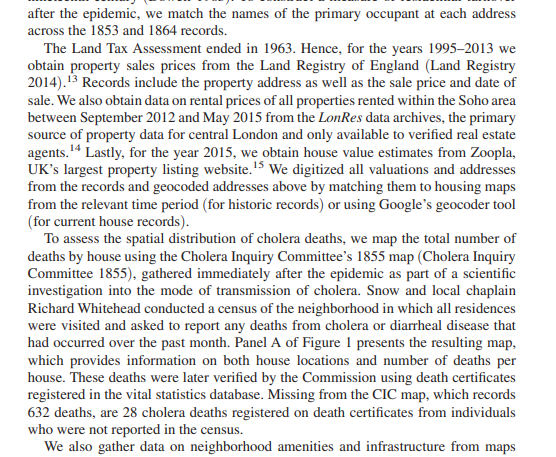 after the epidemic, we match the names of the primary occupant at each address
across the 1853 and 1864 records.
The Land Tax Assessment ended in 1963. Hence, for the years 1995–2013 we
obtain property sales prices from the Land Registry of England (Land Registry
2014).13 Records include the property address as well as the sale price and date of
sale. We also obtain data on rental prices of all properties rented within the Soho area
between September 2012 and May 2015 from the LonRes data archives, the primary
source of property data for central London and only available to verified real estate
agents.14 Lastly, for the year 2015, we obtain house value estimates from Zoopla,
UK's largest property listing website.15 We digitized all valuations and addresses
from the records and geocoded addresses above by matching them to housing maps
from the relevant time period (for historic records) or using Google's geocoder tool
(for current house records).
To assess the spatial distribution of cholera deaths, we map the total number of
deaths by house using the Cholera Inquiry Committee's 1855 map (Cholera Inquiry
Committee 1855), gathered immediately after the epidemic as part of a scientific
investigation into the mode of transmission of cholera. Snow and local chaplain
Richard Whitehead conducted a census of the neighborhood in which all residences
were visited and asked to report any deaths from cholera or diarrheal disease that
had occurred over the past month. Panel A of Figure 1 presents the resulting map,
which provides information on both house locations and number of deaths per
house. These deaths were later verified by the Commission using death certificates
registered in the vital statistics database. Missing from the CIC map, which records
632 deaths, are 28 cholera deaths registered on death certificates from individuals
who were not reported in the census.
We also gather data on neighborhood amenities and infrastructure from maps